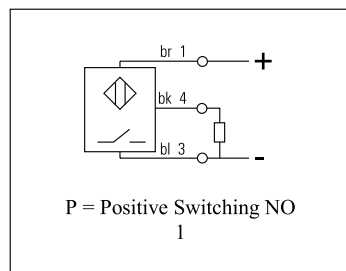 br 1
+
bk 4
bl 3
-
P = Positive Switching NO
1